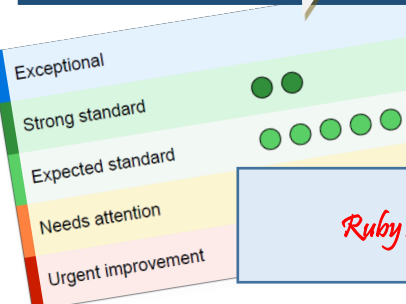 Exceptional
Strong standard
Expected standard
Needs attention
Urgent improvement
Ruby